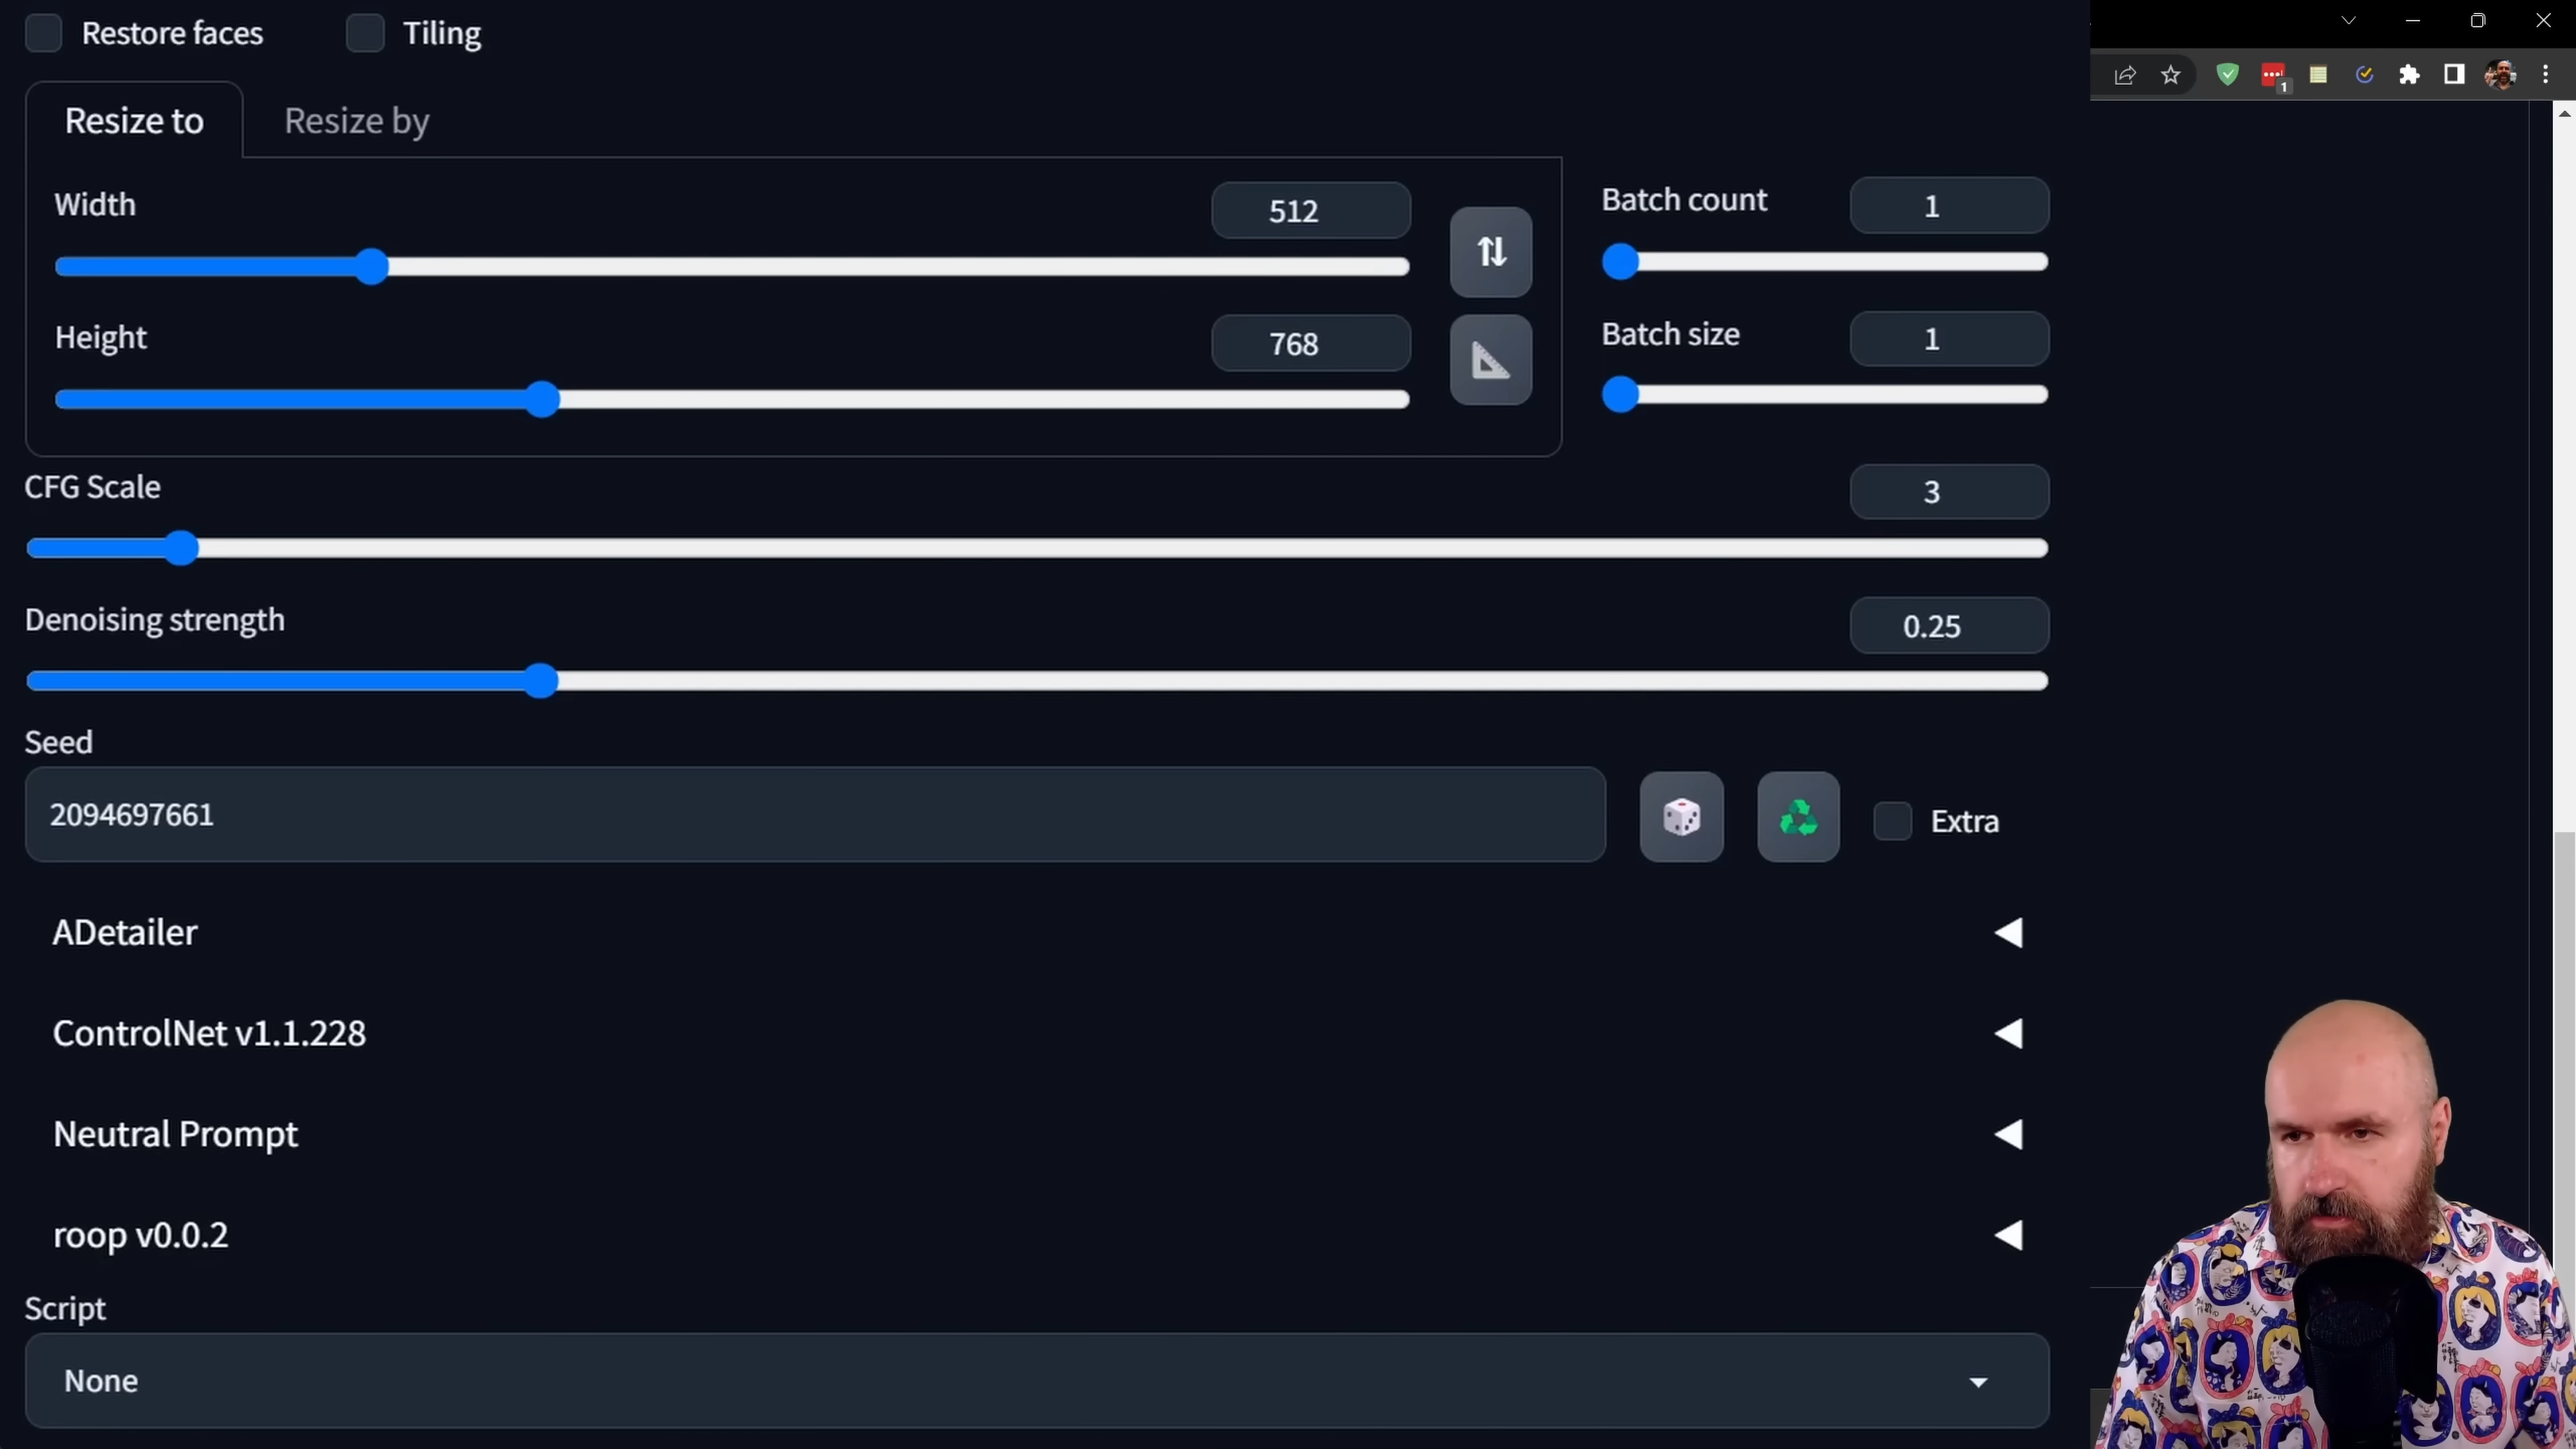 Restore faces
Tiling
Resize to
Resize by
Width
512
Batch count
1
Height
768
Batch size
1
CFG Scale
3
Denoising strength
0.25
Seed
2094697661
Extra
ADetailer
ControlNet v1.1.228
Neutral Prompt
roop v0.0.2
Script
None
1